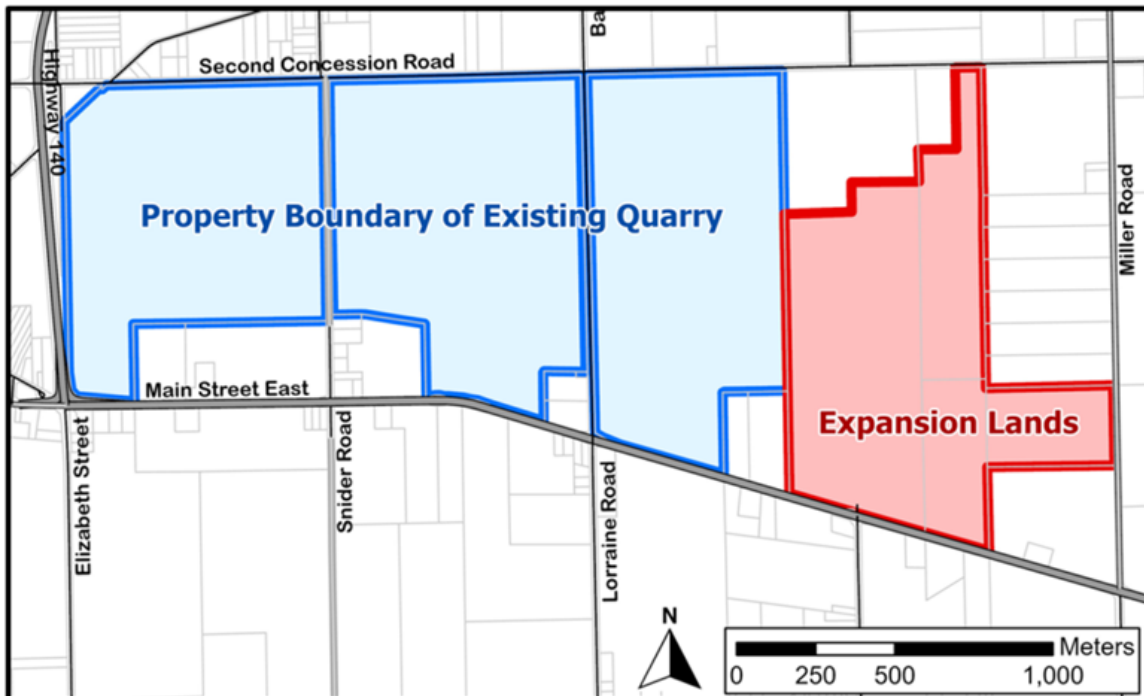 Second Concession Road
Ba
Highway 140
Property Boundary of Existing Quarry
Miller Road
Main Street East
Expansion Lands
Elizabeth Street
Snider Road
Lorraine Road
N
Meters
0 250 500 1,000